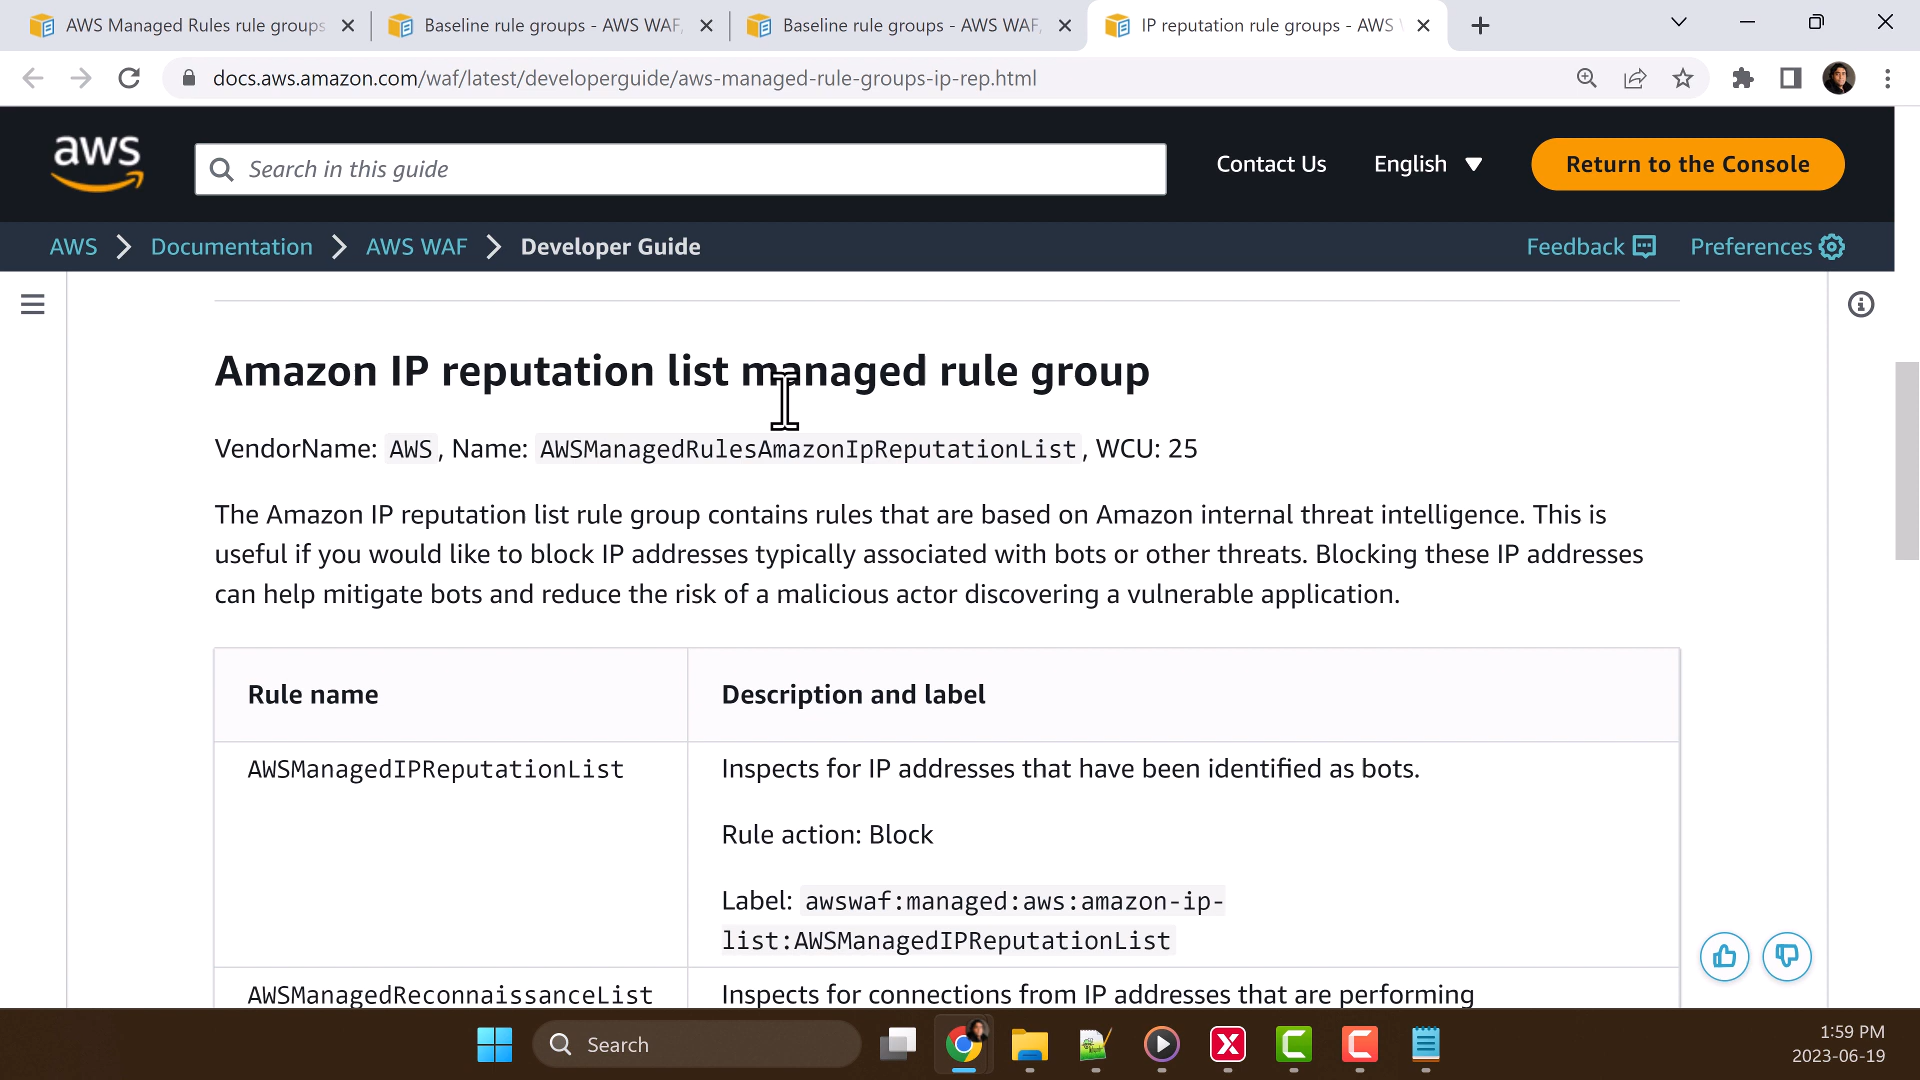 AWS Managed Rules rule groups
Baseline rule groups - AWS WAF,
Baseline rule groups - AWS WAF,
IP reputation rule groups - AWS
docs.aws.amazon.com/waf/latest/developerguide/aws-managed-rule-groups-ip-rep.html
aws
Search in this guide
Contact Us
English
Return to the Console
AWS
Documentation
AWS WAF
Developer Guide
Feedback
Preferences
Amazon IP reputation list managed rule group
VendorName: AWS, Name: AWSManagedRulesAmazonIpReputationList, WCU: 25
The Amazon IP reputation list rule group contains rules that are based on Amazon internal threat intelligence. This is
useful if you would like to block IP addresses typically associated with bots or other threats. Blocking these IP addresses
can help mitigate bots and reduce the risk of a malicious actor discovering a vulnerable application.
Rule name
Description and label
AWSManagedIPReputationList
Inspects for IP addresses that have been identified as bots.
Rule action: Block
Label: awswaf:managed:aws:amazon-ip-
list:AWSManagedIPReputationList
AWSManagedReconnaissanceList
Inspects for connections from IP addresses that are performing
Search
1:59 PM
2023-06-19